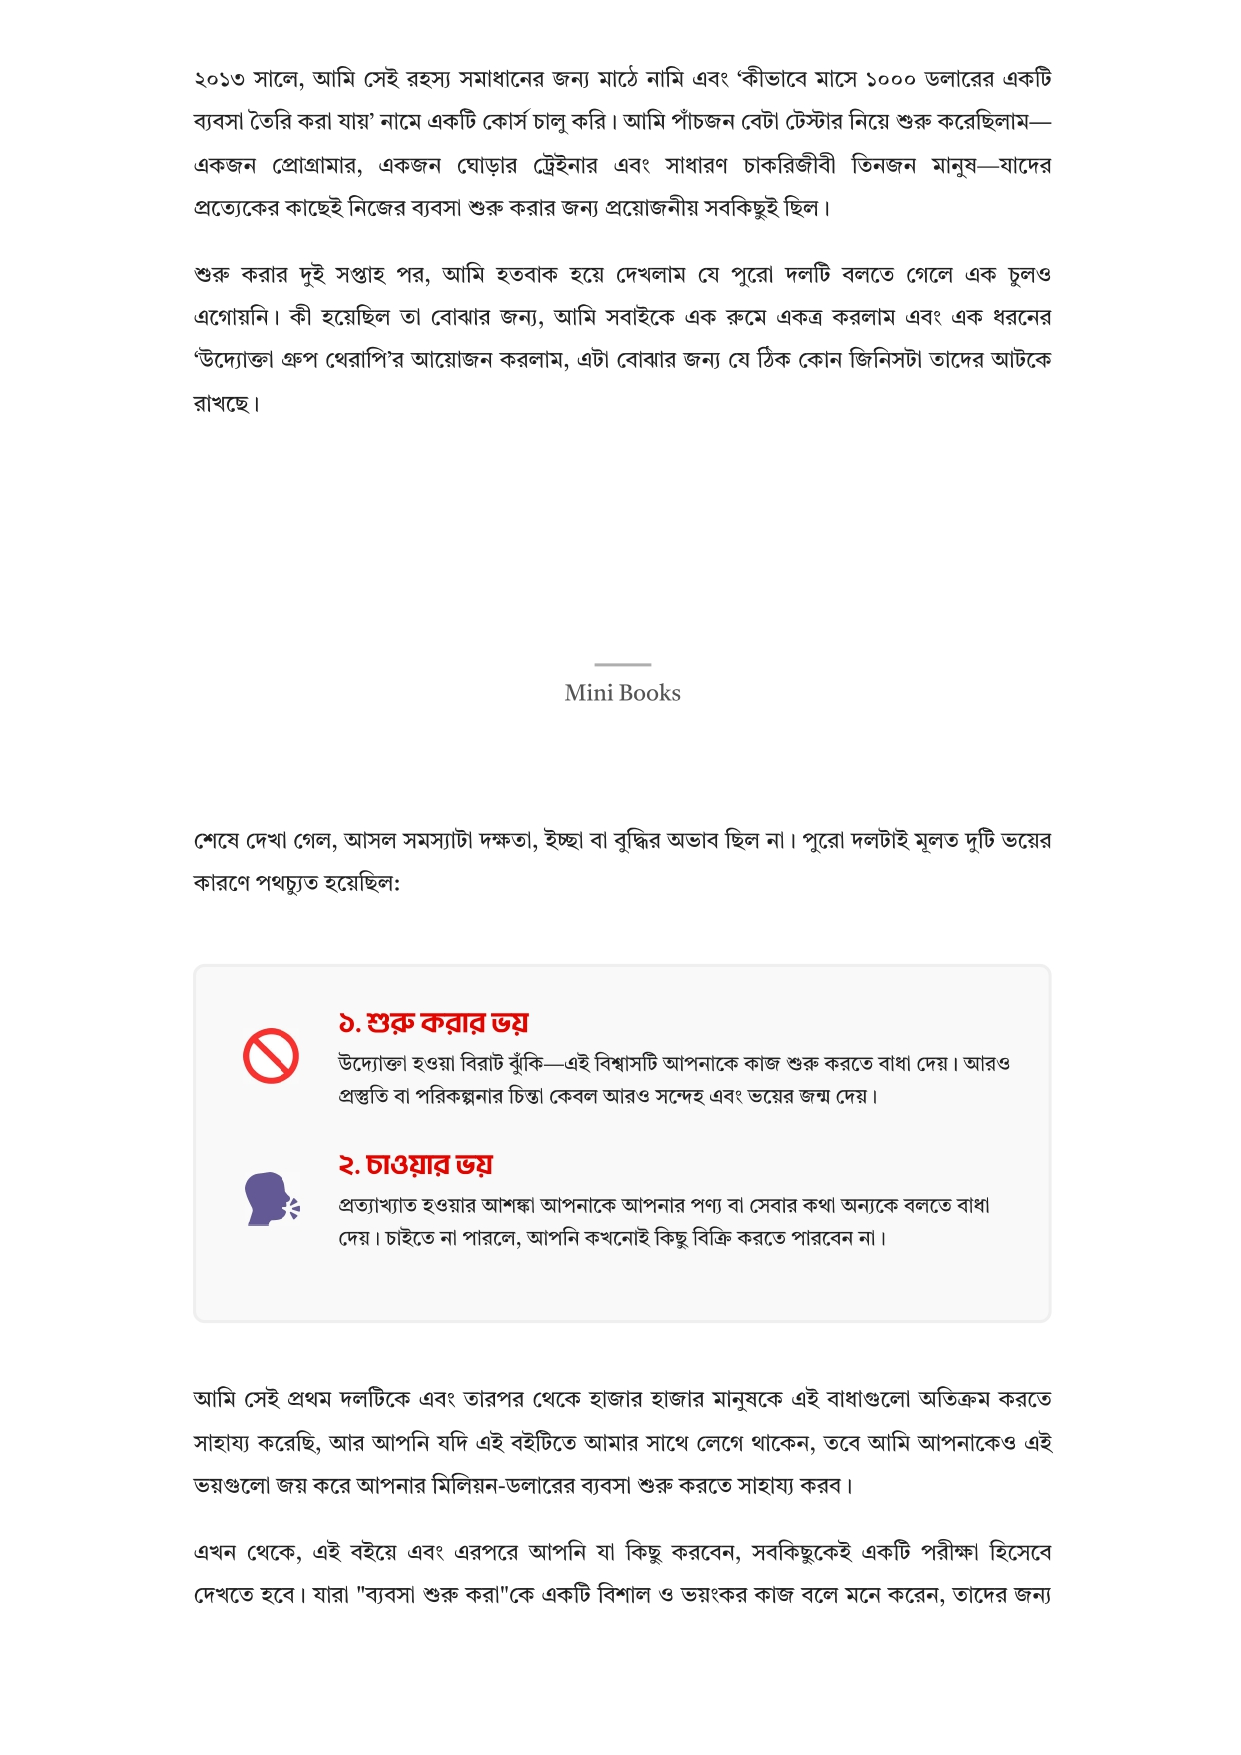 ২০১৩ সালে, আমি সেই রহস্য সমাধানের জন্য মাঠে নামি এবং ‘কীভাবে মাসে ১০০০ ডলারের একটি
ব্যবসা তৈরি করা যায়’ নামে একটি কোর্স চালু করি। আমি পাঁচজন বেটা টেস্টার নিয়ে শুরু করেছিলাম—
একজন প্রোগ্রামার, একজন ঘোড়ার ট্রেইনার এবং সাধারণ চাকরিজীবী তিনজন মানুষ—যাদের
প্রত্যেকের কাছেই নিজের ব্যবসা শুরু করার জন্য প্রয়োজনীয় সবকিছুই ছিল।
শুরু করার দুই সপ্তাহ পর, আমি হতবাক হয়ে দেখলাম যে পুরো দলটি বলতে গেলে এক চুলও
এগোয়নি। কী হয়েছিল তা বোঝার জন্য, আমি সবাইকে এক রুমে একত্র করলাম এবং এক ধরনের
‘উদ্যোক্তা গ্রুপ থেরাপি’র আয়োজন করলাম, এটা বোঝার জন্য যে ঠিক কোন জিনিসটা তাদের আটকে
রাখছে।
Mini Books
শেষে দেখা গেল, আসল সমস্যাটা দক্ষতা, ইচ্ছা বা বুদ্ধির অভাব ছিল না। পুরো দলটাই মূলত দুটি ভয়ের
কারণে পথচ্যুত হয়েছিল:
১. শুরু করার ভয়
উদ্যোক্তা হওয়া বিরাট ঝুঁকি—এই বিশ্বাসটি আপনাকে কাজ শুরু করতে বাধা দেয়। আরও
প্রস্তুতি বা পরিকল্পনার চিন্তা কেবল আরও সন্দেহ এবং ভয়ের জন্ম দেয়।
২. চাওয়ার ভয়
প্রত্যাখ্যাত হওয়ার আশঙ্কা আপনাকে আপনার পণ্য বা সেবার কথা অন্যকে বলতে বাধা
দেয়। চাইতে না পারলে, আপনি কখনোই কিছু বিক্রি করতে পারবেন না।
আমি সেই প্রথম দলটিকে এবং তারপর থেকে হাজার হাজার মানুষকে এই বাধাগুলো অতিক্রম করতে
সাহায্য করেছি, আর আপনি যদি এই বইটিতে আমার সাথে লেগে থাকেন, তবে আমি আপনাকেও এই
ভয়গুলো জয় করে আপনার মিলিয়ন-ডলারের ব্যবসা শুরু করতে সাহায্য করব।
এখন থেকে, এই বইয়ে এবং এরপরে আপনি যা কিছু করবেন, সবকিছুকেই একটি পরীক্ষা হিসেবে
দেখতে হবে। যারা "ব্যবসা শুরু করা"কে একটি বিশাল ও ভয়ংকর কাজ বলে মনে করেন, তাদের জন্য